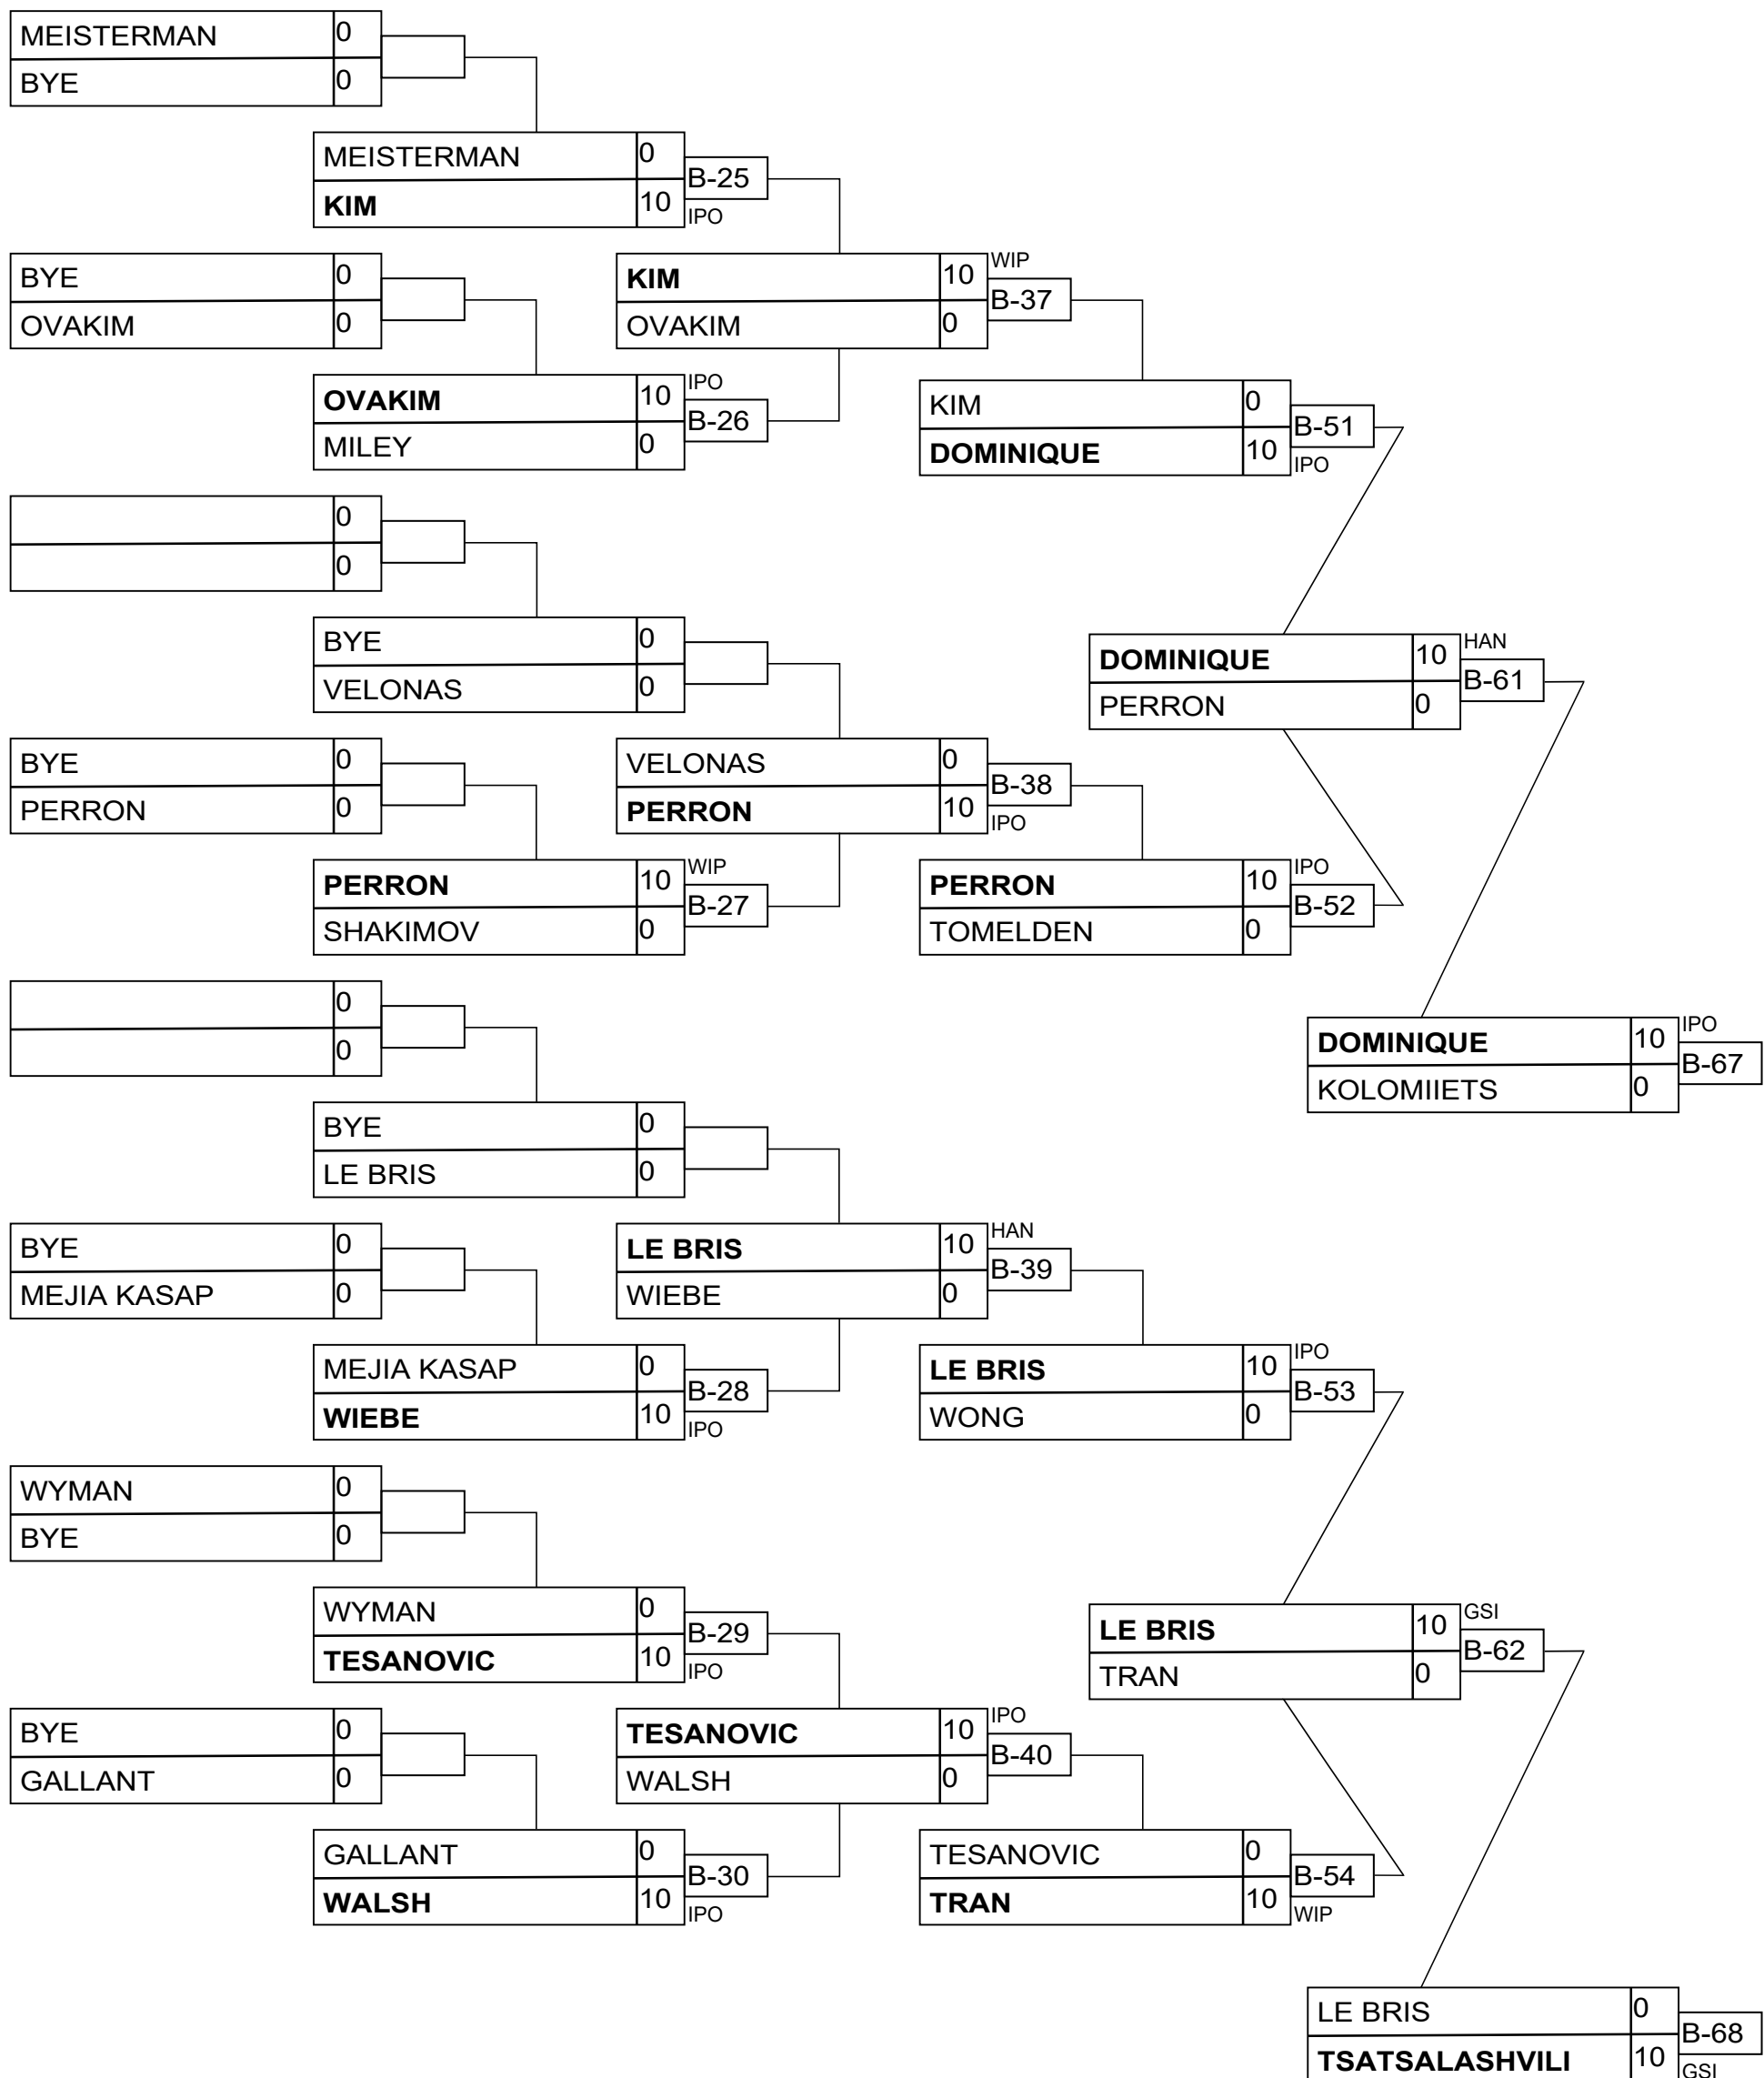 MEISTERMAN 0
BYE 0
MEISTERMAN 0
B-25
KIM 10
IPO
BYE 0
OVAKIM 0
KIM 10
WIP
B-37
OVAKIM 0
OVAKIM 10
IPO
B-26
MILEY 0
KIM 0
B-51
DOMINIQUE 10
IPO
0
0
BYE 0
VELONAS 0
DOMINIQUE 10
HAN
B-61
PERRON 0
BYE 0
PERRON 0
VELONAS 0
B-38
PERRON 10
IPO
PERRON 10
WIP
B-27
SHAKIMOV 0
PERRON 10
IPO
B-52
TOMELDEN 0
0
0
DOMINIQUE 10
IPO
B-67
KOLOMIIETS 0
BYE 0
LE BRIS 0
BYE 0
MEJIA KASAP 0
LE BRIS 10
HAN
B-39
WIEBE 0
MEJIA KASAP 0
B-28
WIEBE 10
IPO
LE BRIS 10
IPO
B-53
WONG 0
WYMAN 0
BYE 0
WYMAN 0
B-29
TESANOVIC 10
IPO
LE BRIS 10
GSI
B-62
TRAN 0
BYE 0
GALLANT 0
TESANOVIC 10
IPO
B-40
WALSH 0
GALLANT 0
B-30
WALSH 10
IPO
TESANOVIC 0
B-54
TRAN 10
WIP
LE BRIS 0
B-68
TSATSALASHVILI 10
GSI